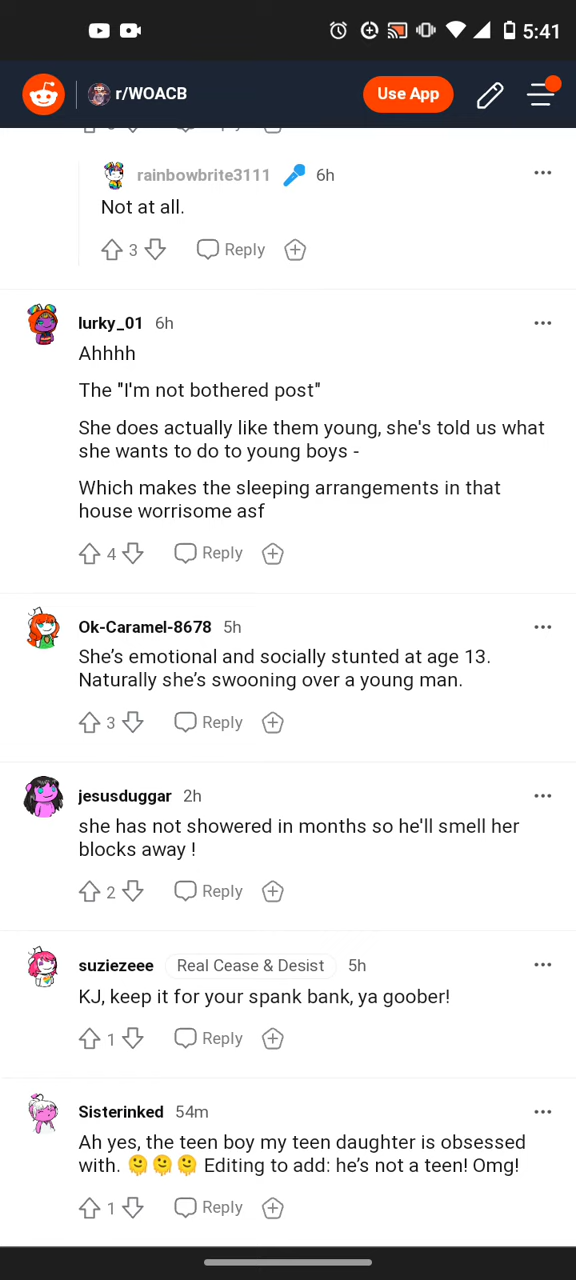 5:41
r/WOACB
Use App
rainbowbrite3111 6h
Not at all.
3 Reply
lurky_01 6h
Ahhhh
The "I'm not bothered post"
She does actually like them young, she's told us what
she wants to do to young boys -
Which makes the sleeping arrangements in that
house worrisome asf
4 Reply
Ok-Caramel-8678 5h
She’s emotional and socially stunted at age 13.
Naturally she’s swooning over a young man.
3 Reply
jesusduggar 2h
she has not showered in months so he'll smell her
blocks away !
2 Reply
suziezeee Real Cease & Desist 5h
KJ, keep it for your spank bank, ya goober!
1 Reply
Sisterinked 54m
Ah yes, the teen boy my teen daughter is obsessed
with. 🫠🫠🫠 Editing to add: he’s not a teen! Omg!
1 Reply